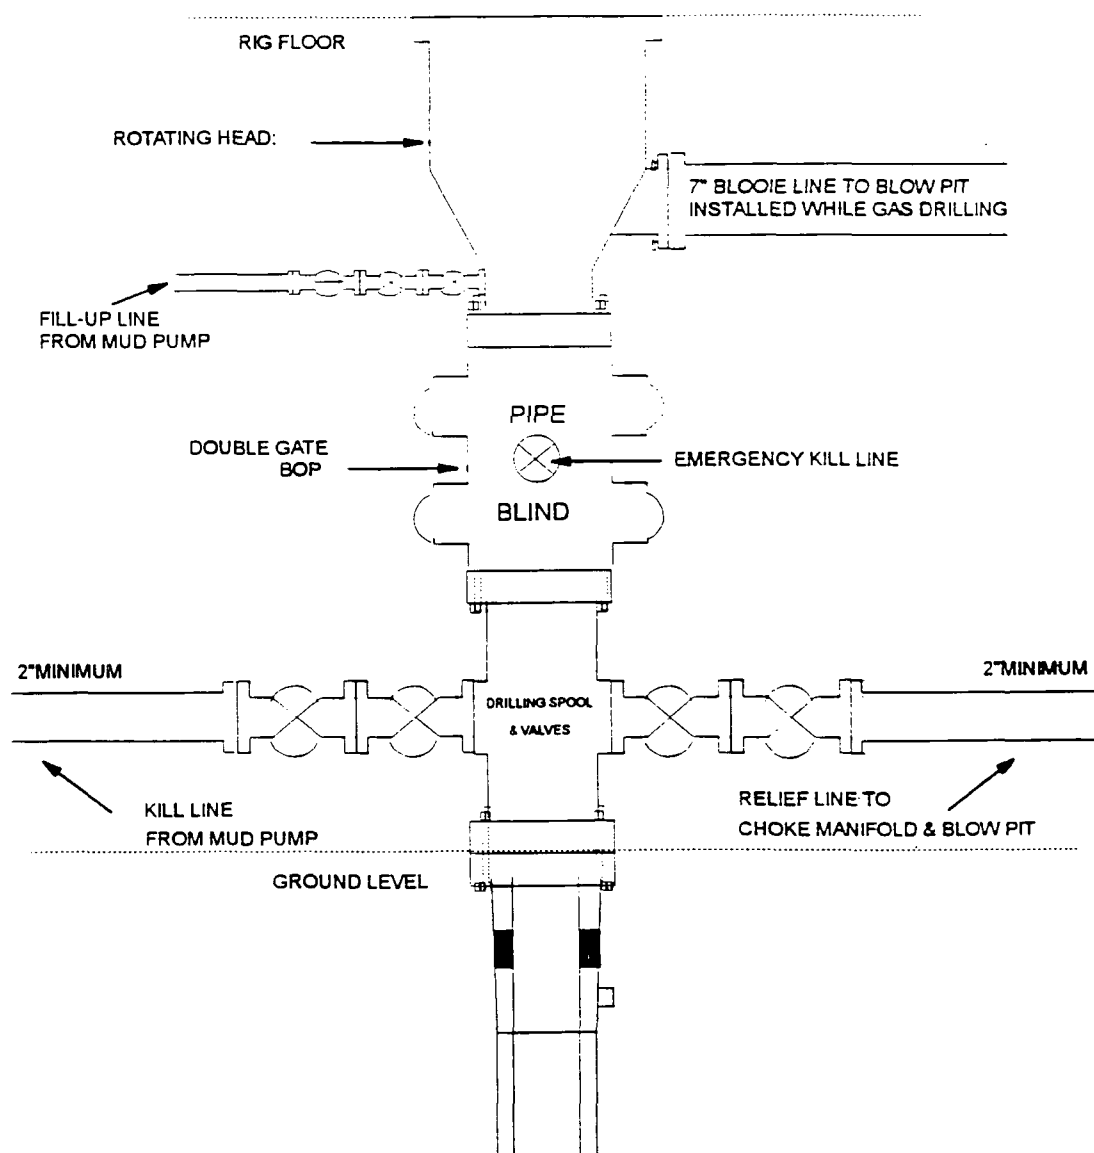 RIG FLOOR
ROTATING HEAD:
7" BLOOIE LINE TO BLOW PIT
INSTALLED WHILE GAS DRILLING
FILL-UP LINE
FROM MUD PUMP
PIPE
DOUBLE GATE
BOP
EMERGENCY KILL LINE
BLIND
2"MINIMUM
2"MINIMUM
DRILLING SPOOL
& VALVES
KILL LINE
FROM MUD PUMP
RELIEF LINE TO
CHOKE MANIFOLD & BLOW PIT
GROUND LEVEL